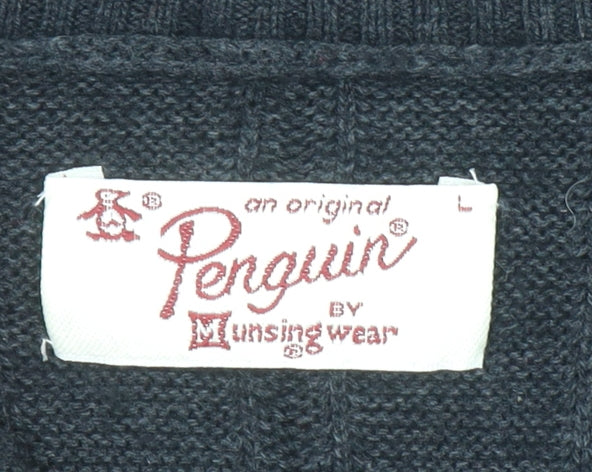 ® an original L
Penguin®
BY
Munsingwear
®